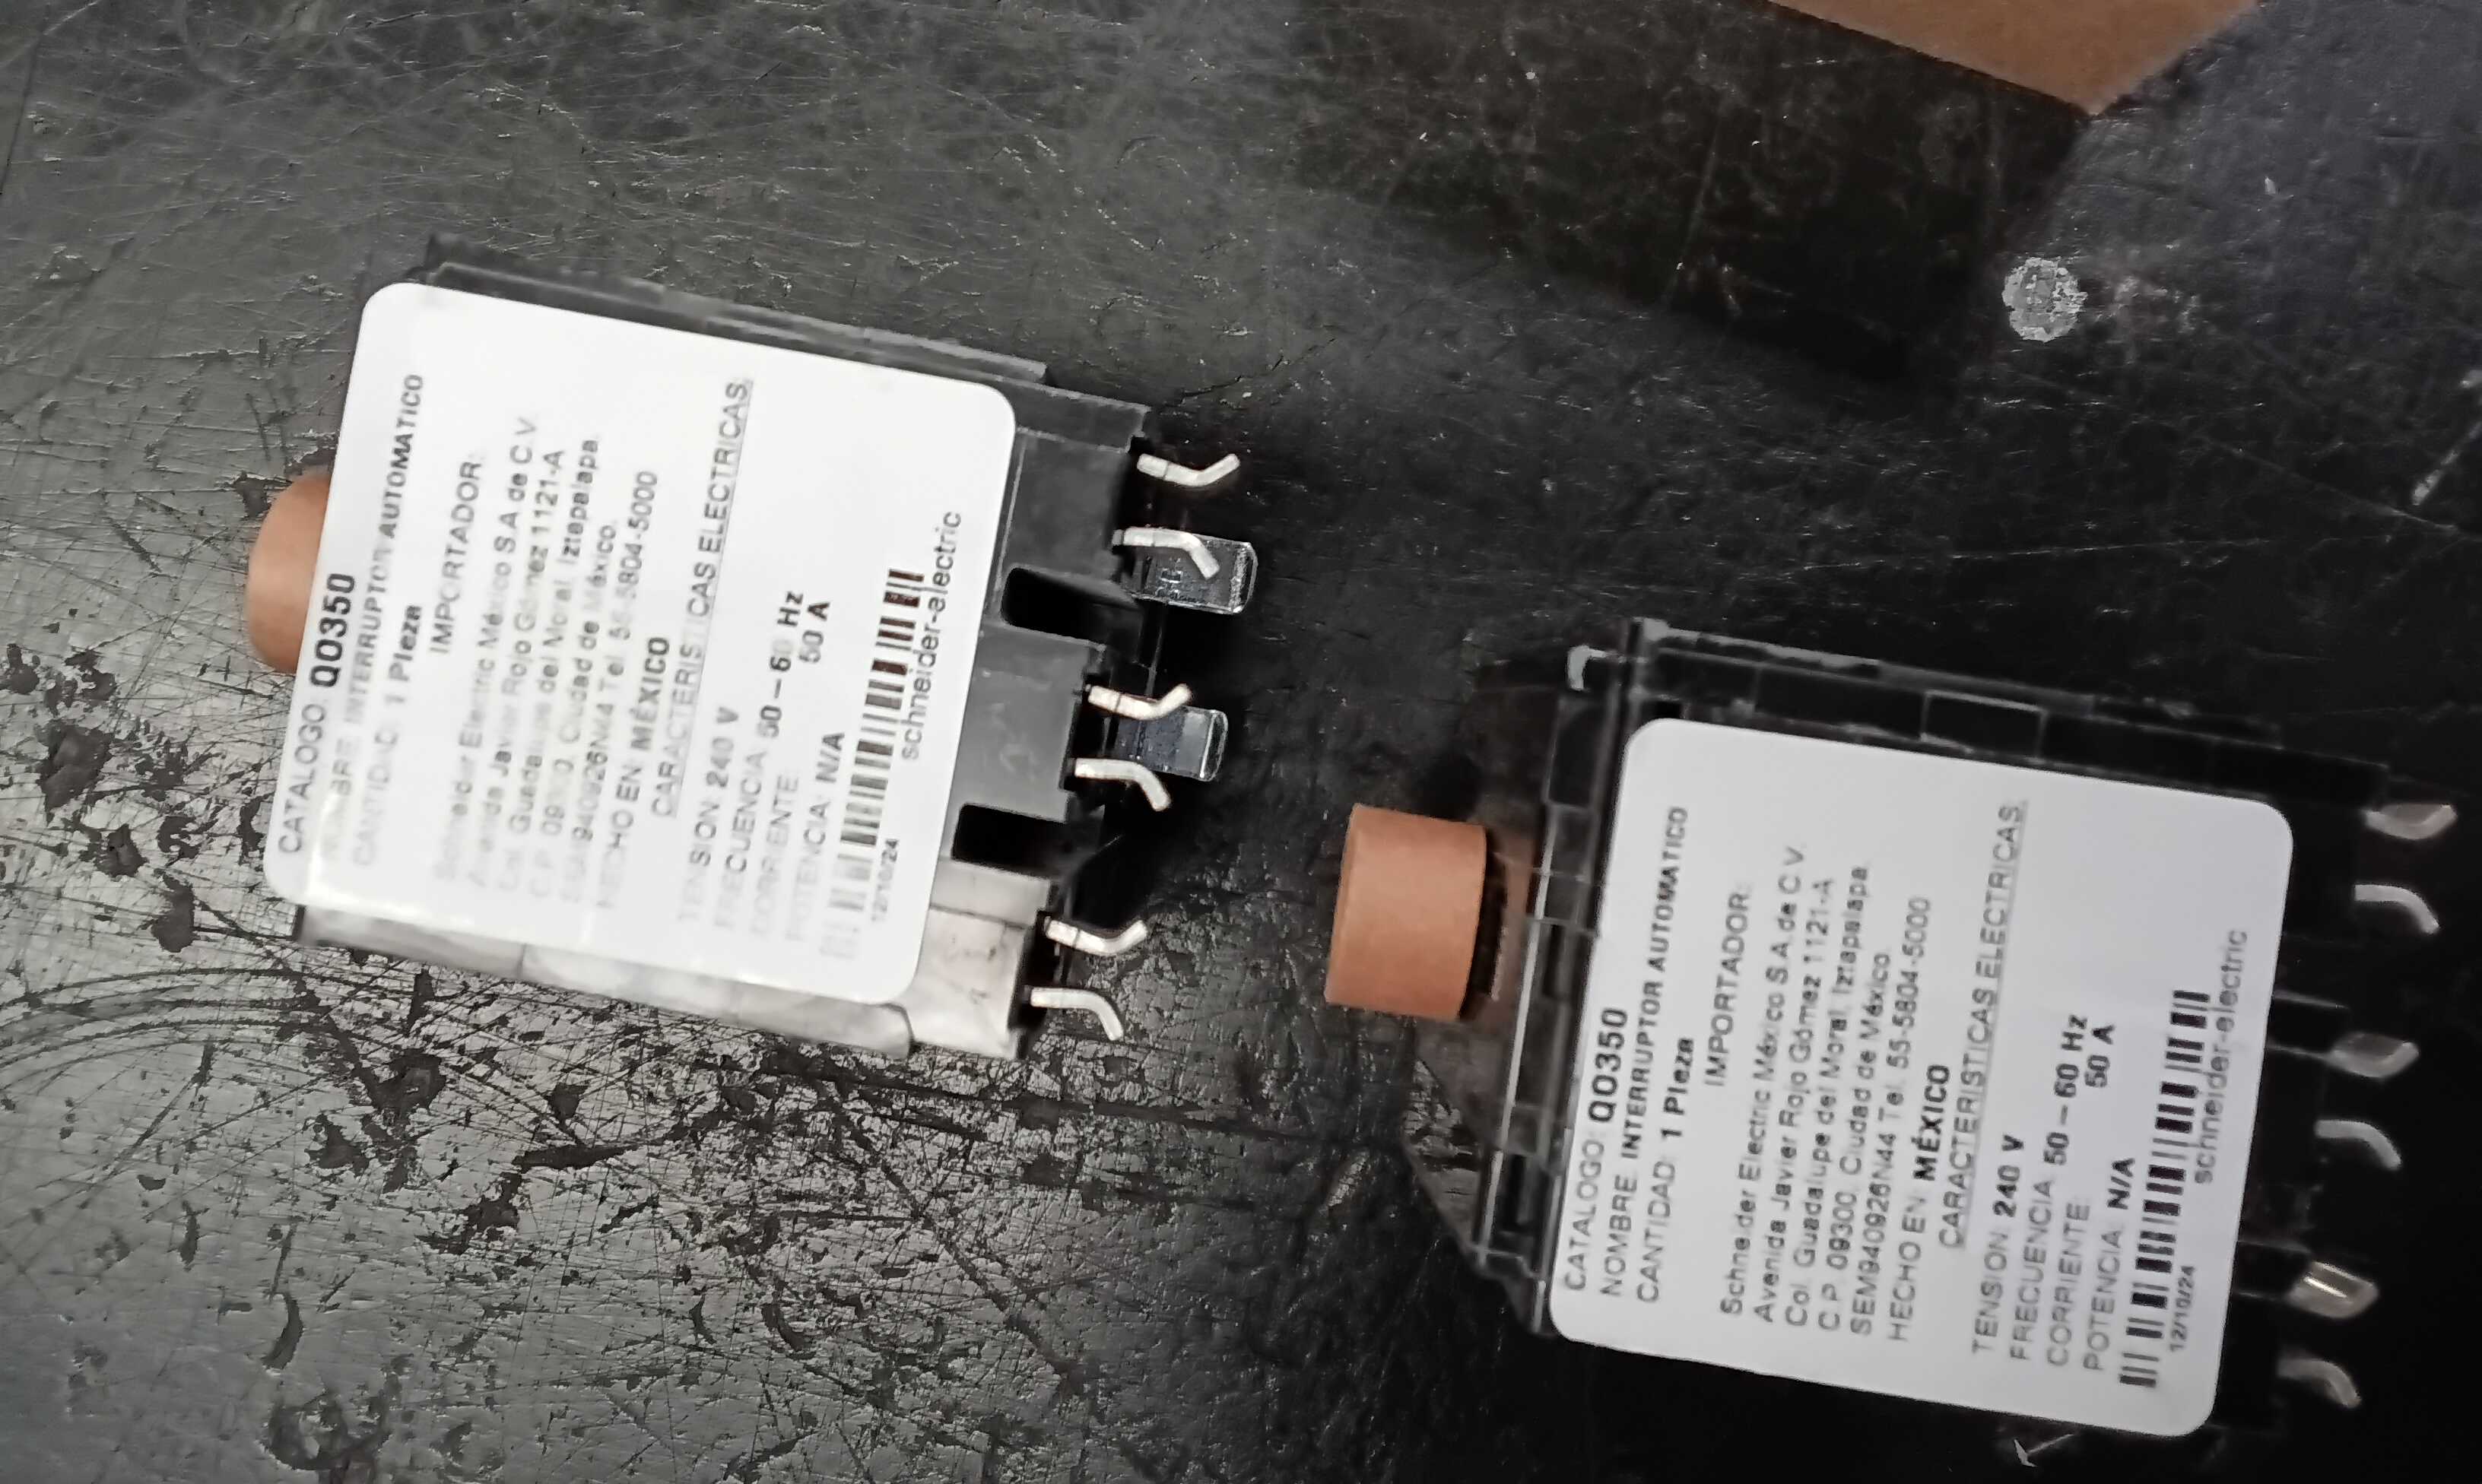 CATALOGO: QO350
NOMBRE: INTERRUPTOR AUTOMATICO
CANTIDAD: 1 Pieza
IMPORTADOR:
Schneider Electric México S.A de C.V.
Avenida Javier Rojo Gómez 1121-A
Col. Guadalupe del Moral, Iztapalapa
C.P. 09300, Ciudad de México.
SEM940926N44 Tel. 55-5804-5000
HECHO EN MÉXICO
CARACTERISTICAS ELECTRICAS:
TENSION: 240 V
FRECUENCIA: 50 – 60 Hz
CORRIENTE: 50 A
POTENCIA: N/A
12/10/24
schneider-electric
CATALOGO: QO350
NOMBRE: INTERRUPTOR AUTOMATICO
CANTIDAD: 1 Pieza
IMPORTADOR:
Schneider Electric México S.A de C.V.
Avenida Javier Rojo Gómez 1121-A
Col. Guadalupe del Moral, Iztapalapa
C.P. 09300, Ciudad de México.
SEM940926N44 Tel. 55-5804-5000
HECHO EN MÉXICO
CARACTERISTICAS ELECTRICAS:
TENSION: 240 V
FRECUENCIA: 50 – 60 Hz
CORRIENTE: 50 A
POTENCIA: N/A
12/10/24
schneider-electric